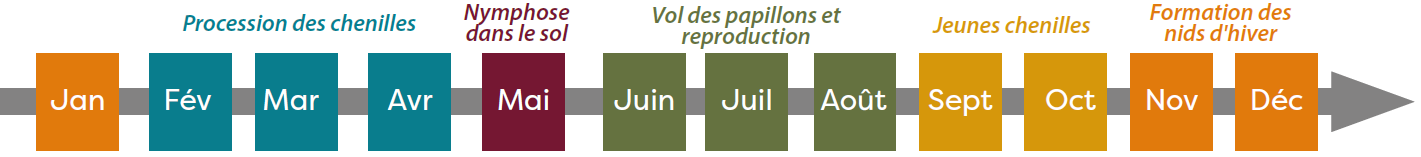 Procession des chenilles
Nymphose
dans le sol
Vol des papillons et
reproduction
Jeunes chenilles
Formation des
nids d'hiver
Jan Fév Mar Avr Mai Juin Juil Août Sept Oct Nov Déc